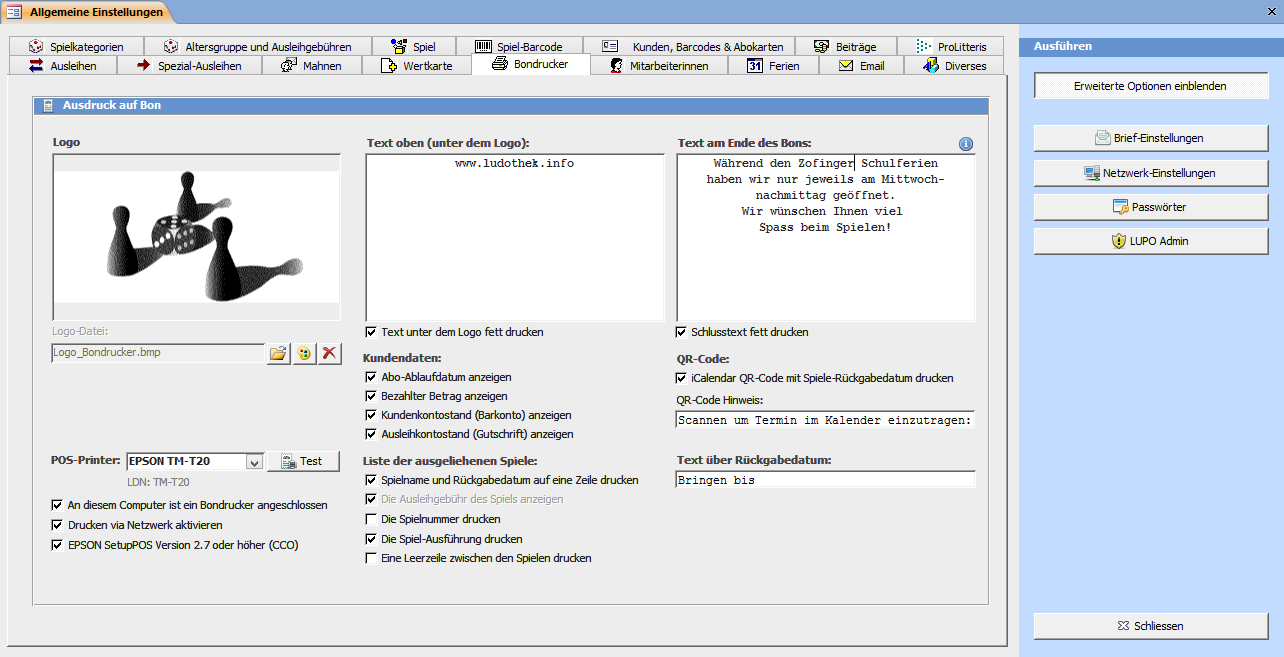 Allgemeine Einstellungen
Spielkategorien
Altersgruppe und Ausleihgebühren
Spiel
Spiel-Barcode
Kunden, Barcodes & Abokarten
Beiträge
ProLitteris
Ausleihen
Spezial-Ausleihen
Mahnen
Wertkarte
Bondrucker
Mitarbeiterinnen
31 Ferien
Email
Diverses
Ausdruck auf Bon
Logo
Logo-Datei:
Logo_Bondrucker.bmp
POS-Printer: EPSON TM-T20
Test
LDN: TM-T20
An diesem Computer ist ein Bondrucker angeschlossen
Drucken via Netzwerk aktivieren
EPSON SetupPOS Version 2.7 oder höher (CCO)
Text oben (unter dem Logo):
www.ludothek.info
Text unter dem Logo fett drucken
Kundendaten:
Abo-Ablaufdatum anzeigen
Bezahlter Betrag anzeigen
Kundenkontostand (Barkonto) anzeigen
Ausleihkontostand (Gutschrift) anzeigen
Liste der ausgeliehenen Spiele:
Spielname und Rückgabedatum auf eine Zeile drucken
Die Ausleihgebühr des Spiels anzeigen
Die Spielnummer drucken
Die Spiel-Ausführung drucken
Eine Leerzeile zwischen den Spielen drucken
Text am Ende des Bons:
Während den Zofinger Schulferien
haben wir nur jeweils am Mittwoch-
nachmittag geöffnet.
Wir wünschen Ihnen viel
Spass beim Spielen!
Schlusstext fett drucken
QR-Code:
iCalendar QR-Code mit Spiele-Rückgabedatum drucken
QR-Code Hinweis:
Scannen um Termin im Kalender einzutragen:
Text über Rückgabedatum:
Bringen bis
Ausführen
Erweiterte Optionen einblenden
Brief-Einstellungen
Netzwerk-Einstellungen
Passwörter
LUPO Admin
Schliessen